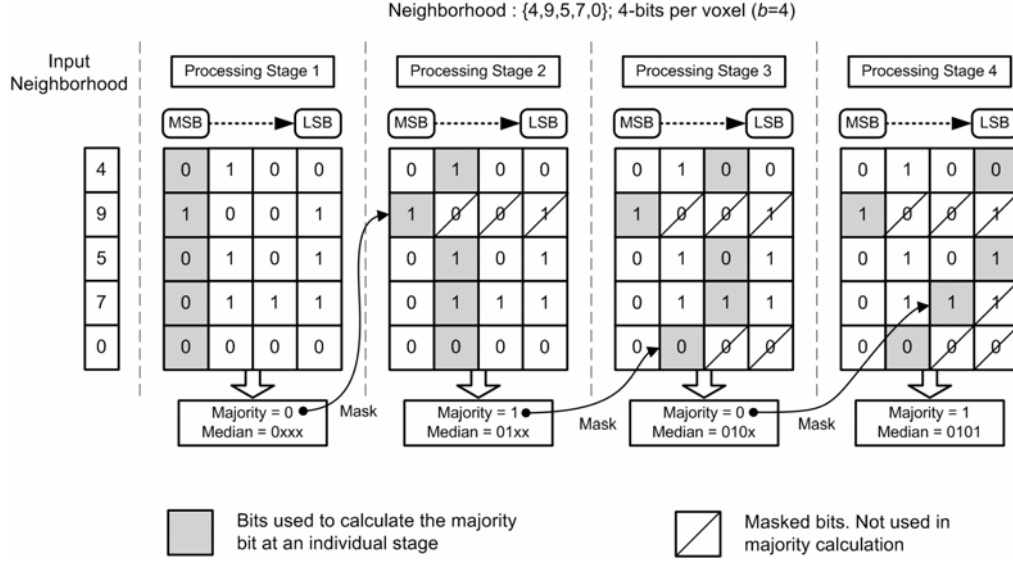 Neighborhood : {4,9,5,7,0}; 4-bits per voxel (b=4)
Input
Neighborhood
Processing Stage 1
Processing Stage 2
Processing Stage 3
Processing Stage 4
MSB LSB
MSB LSB
MSB LSB
MSB LSB
4 0 1 0 0 0 1 0 0 0 1 0 0 0 1 0 0
9 1 0 0 1 1 0 0 1 1 0 0 1 1 0 0 1
5 0 1 0 1 0 1 0 1 0 1 0 1 0 1 0 1
7 0 1 1 1 0 1 1 1 0 1 1 1 0 1 1 1
0 0 0 0 0 0 0 0 0 0 0 0 0 0 0 0 0
Majority = 0
Median = 0xxx
Mask
Majority = 1
Median = 01xx
Mask
Majority = 0
Median = 010x
Mask
Majority = 1
Median = 0101
Bits used to calculate the majority
bit at an individual stage
Masked bits. Not used in
majority calculation